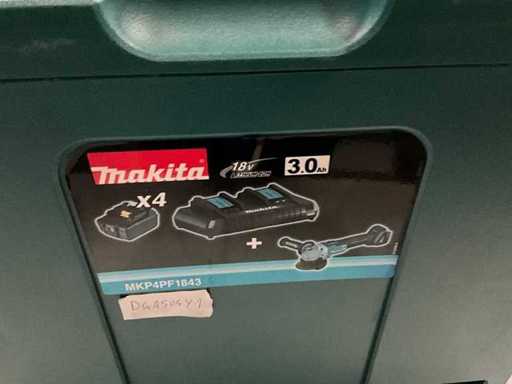 makita
18V
LITHIUM-ION
3.0Ah
x4
+
MKP4PF1843